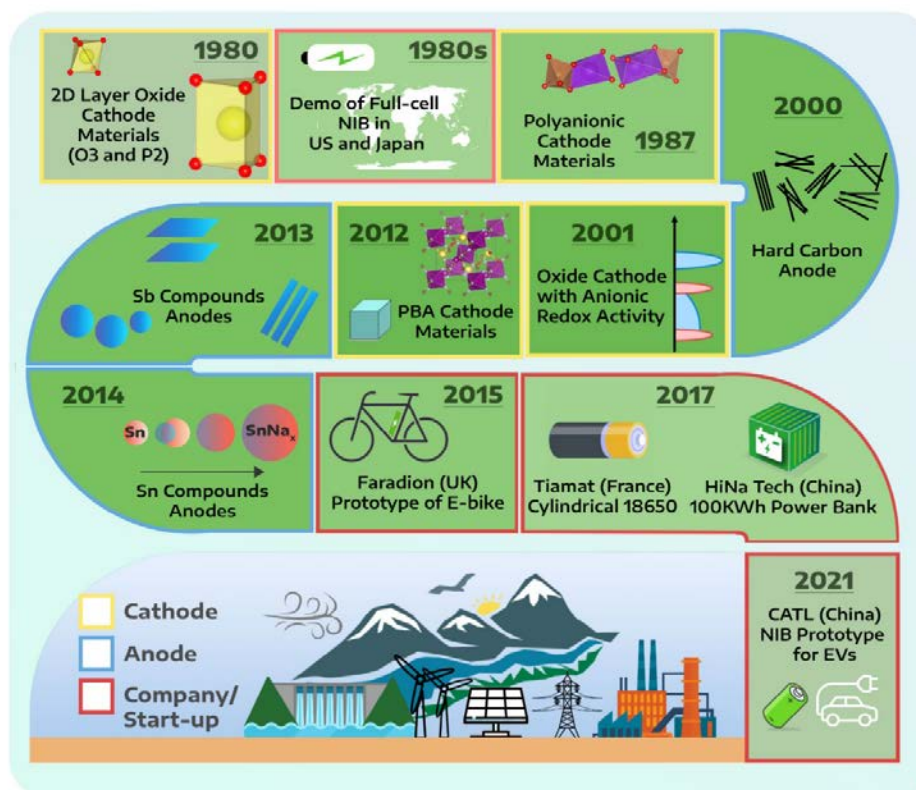 1980
2D Layer Oxide
Cathode
Materials
(O3 and P2)
1980s
Demo of Full-cell
NIB in
US and Japan
Polyanionic
Cathode
Materials
1987
2000
Hard Carbon
Anode
2001
Oxide Cathode
with Anionic
Redox Activity
2012
PBA Cathode
Materials
2013
Sb Compounds
Anodes
2014
Sn
SnNaₓ
Sn Compounds
Anodes
2015
Faradion (UK)
Prototype of E-bike
2017
Tiamat (France)
Cylindrical 18650
HiNa Tech (China)
100KWh Power Bank
2021
CATL (China)
NIB Prototype
for EVs
Cathode
Anode
Company/
Start-up